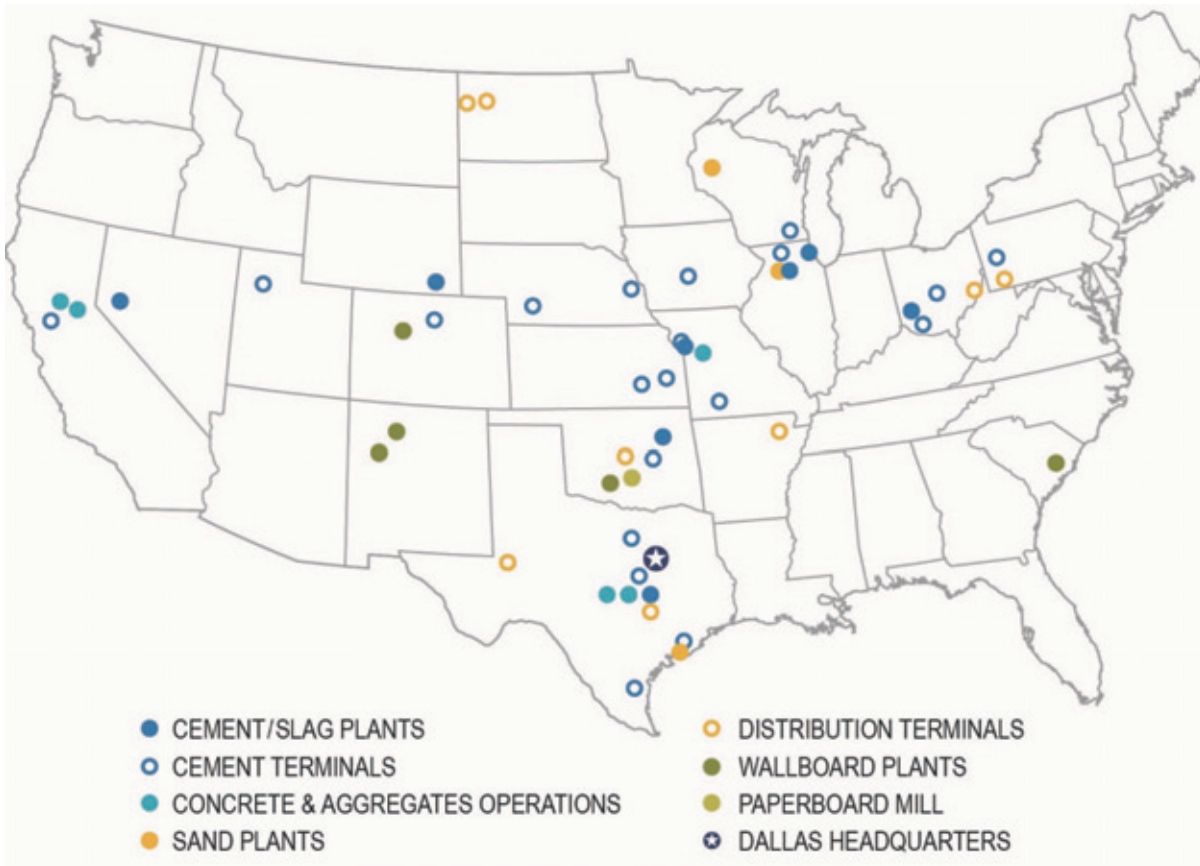 CEMENT/SLAG PLANTS
CEMENT TERMINALS
CONCRETE & AGGREGATES OPERATIONS
SAND PLANTS
DISTRIBUTION TERMINALS
WALLBOARD PLANTS
PAPERBOARD MILL
DALLAS HEADQUARTERS